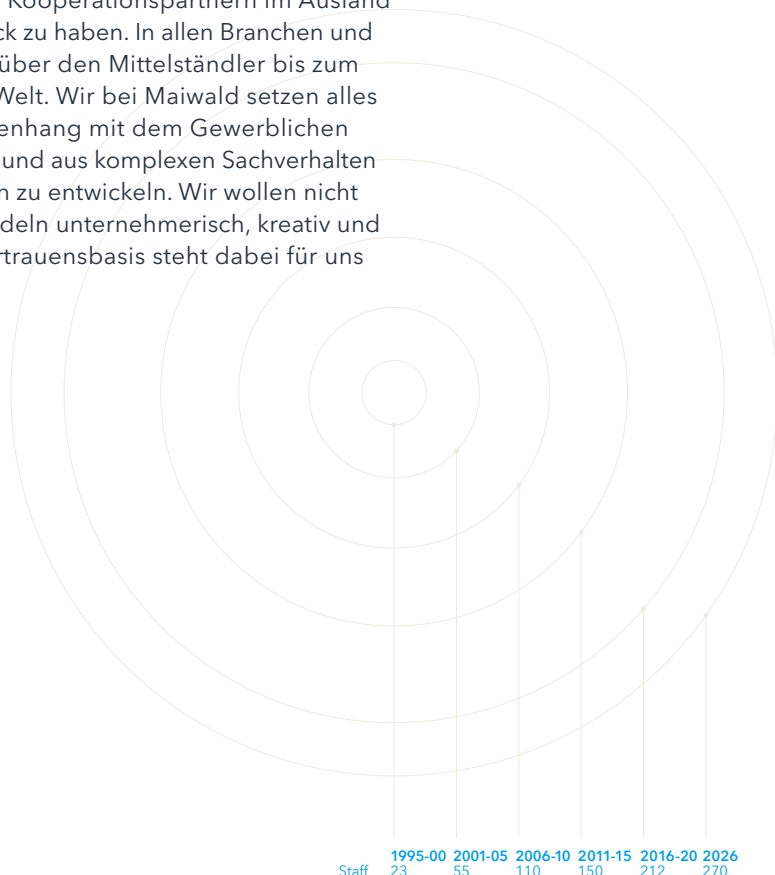 Kooperationspartnern im Ausland
ck zu haben. In allen Branchen und
über den Mittelständler bis zum
Welt. Wir bei Maiwald setzen alles
enhang mit dem Gewerblichen
und aus komplexen Sachverhalten
n zu entwickeln. Wir wollen nicht
deln unternehmerisch, kreativ und
rtrauensbasis steht dabei für uns
1995-00 2001-05 2006-10 2011-15 2016-20 2026
Staff 23 55 110 150 212 270